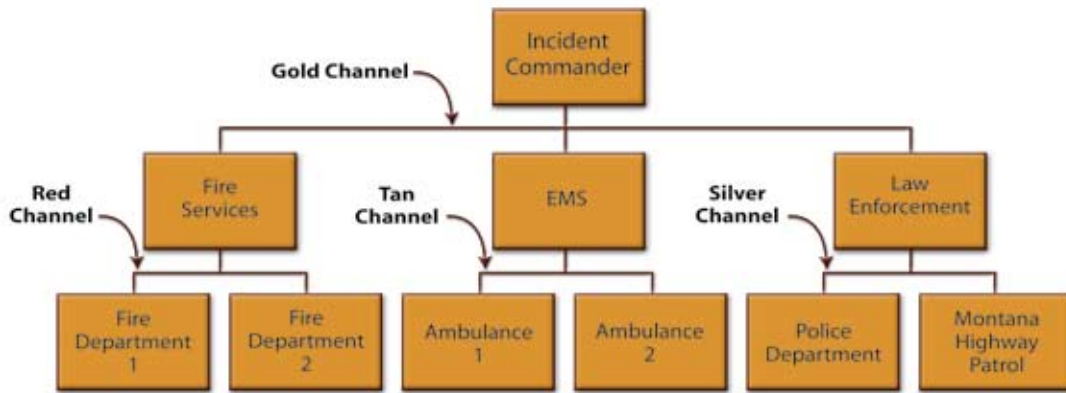 Incident
Commander
Gold Channel
Fire
Services
EMS
Law
Enforcement
Red
Channel
Tan
Channel
Silver
Channel
Fire
Department
1
Fire
Department
2
Ambulance
1
Ambulance
2
Police
Department
Montana
Highway
Patrol